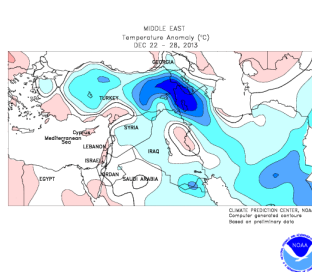 MIDDLE EAST
Temperature Anomaly (°C)
DEC 22 - 28, 2013
GEORGIA
TURKEY
Cyprus
SYRIA
Mediterranean
Sea
LEBANON
IRAQ
ISRAEL
JORDAN
EGYPT
SAUDI ARABIA
CLIMATE PREDICTION CENTER, NOAA
Computer generated contours
Based on preliminary data
NOAA